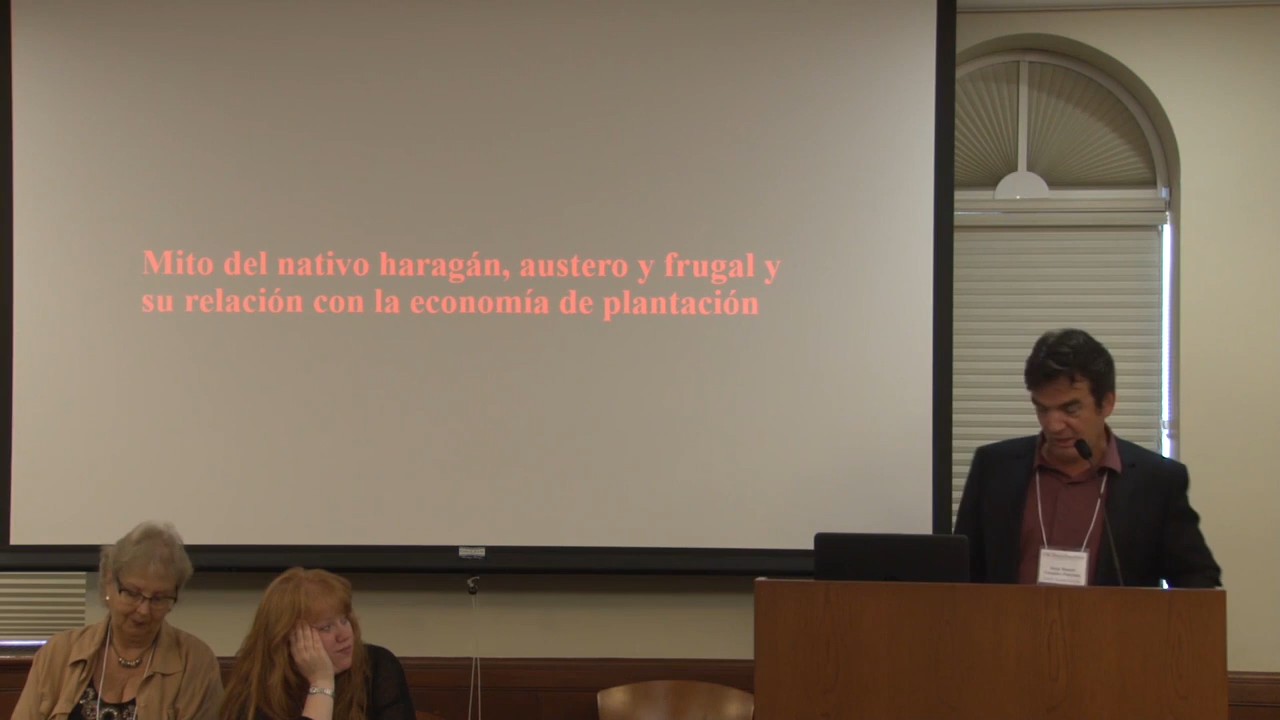 Mito del nativo haragán, austero y frugal y
su relación con la economía de plantación